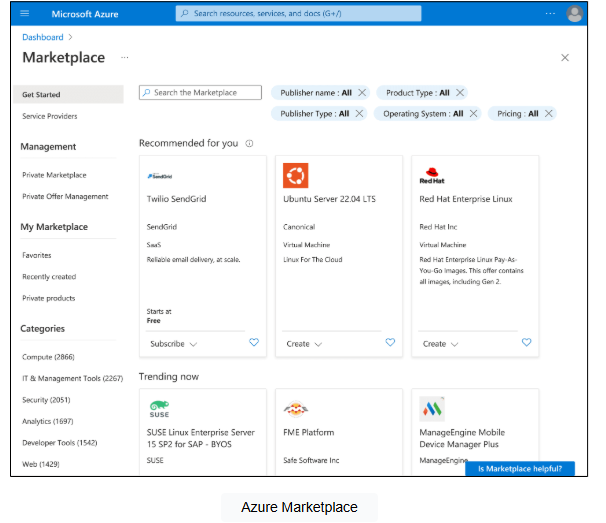 Microsoft Azure
Search resources, services, and docs (G+/)
...
Dashboard >
Marketplace ...
Get Started
Service Providers
Management
Private Marketplace
Private Offer Management
My Marketplace
Favorites
Recently created
Private products
Categories
Compute (2866)
IT & Management Tools (2267)
Security (2051)
Analytics (1697)
Developer Tools (1542)
Web (1429)
Search the Marketplace
Publisher name : All
Product Type : All
Publisher Type : All
Operating System : All
Pricing : All
Recommended for you
SendGrid
Twilio SendGrid
SendGrid
SaaS
Reliable email delivery, at scale.
Starts at
Free
Subscribe
Ubuntu Server 22.04 LTS
Canonical
Virtual Machine
Linux For The Cloud
Create
Red Hat
Red Hat Enterprise Linux
Red Hat Inc
Virtual Machine
Red Hat Enterprise Linux Pay-As-
You-Go Images. This offer contains
all images, including Gen 2.
Create
Trending now
SUSE
SUSE Linux Enterprise Server
15 SP2 for SAP - BYOS
SUSE
FME Platform
Safe Software Inc
ManageEngine Mobile
Device Manager Plus
ManageEngine
Is Marketplace helpful?
Azure Marketplace